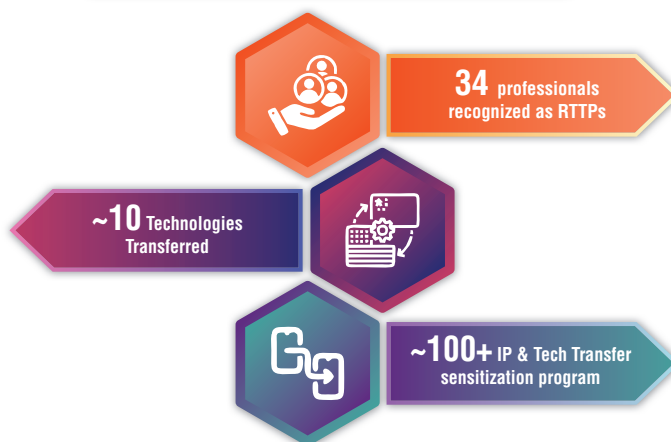 34 professionals
recognized as RTTPs
~10 Technologies
Transferred
~100+ IP & Tech Transfer
sensitization program